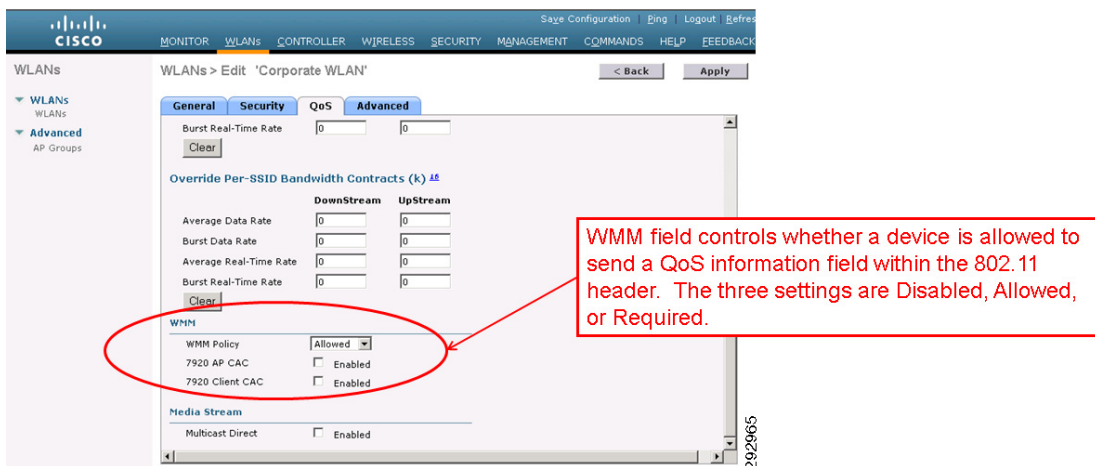 Save Configuration | Ping | Logout | Refres
CISCO
MONITOR WLANs CONTROLLER WIRELESS SECURITY MANAGEMENT COMMANDS HELP FEEDBACK
WLANs
WLANs > Edit 'Corporate WLAN'
< Back
Apply
WLANs
WLANs
Advanced
AP Groups
General Security QoS Advanced
Burst Real-Time Rate 0 0
Clear
Override Per-SSID Bandwidth Contracts (k) 16
DownStream UpStream
Average Data Rate 0 0
Burst Data Rate 0 0
Average Real-Time Rate 0 0
Burst Real-Time Rate 0 0
Clear
WMM
WMM Policy Allowed
7920 AP CAC Enabled
7920 Client CAC Enabled
Media Stream
Multicast Direct Enabled
WMM field controls whether a device is allowed to
send a QoS information field within the 802.11
header. The three settings are Disabled, Allowed,
or Required.
292965